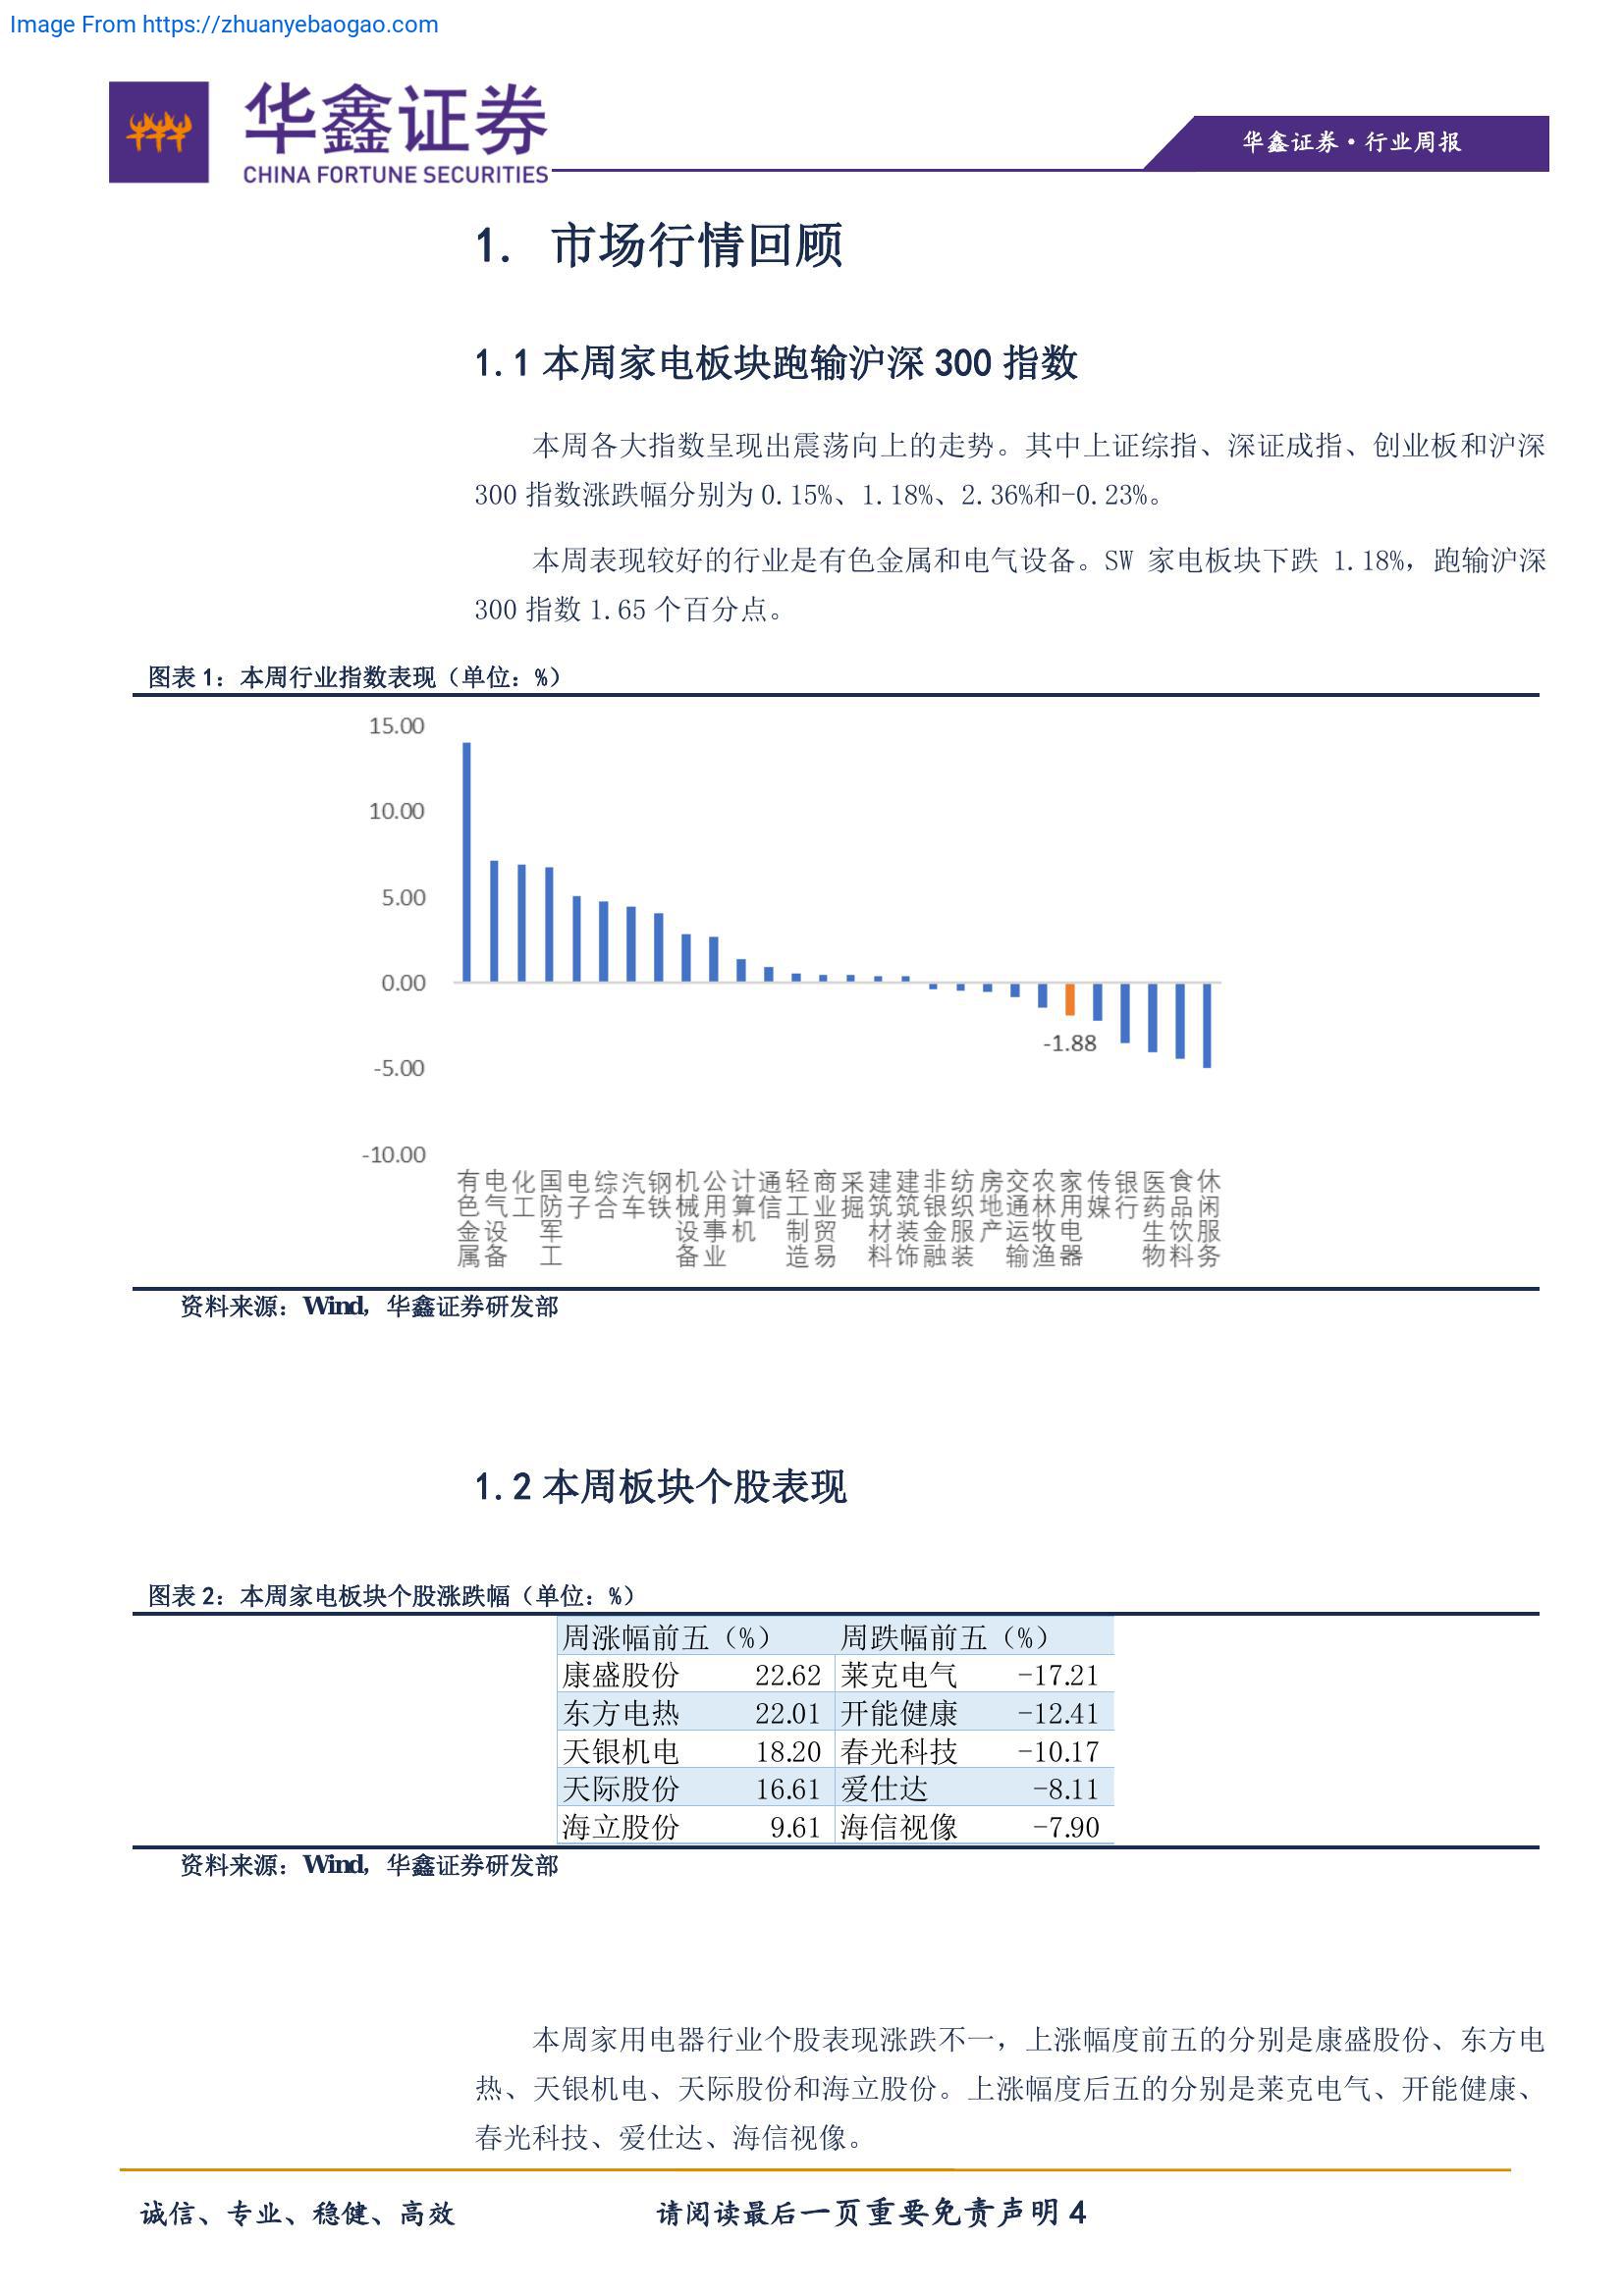 Image From https://zhuanyebaogao.com
华鑫证券
CHINA FORTUNE SECURITIES
华鑫证券·行业周报
1. 市场行情回顾
1.1 本周家电板块跑输沪深 300 指数
本周各大指数呈现出震荡向上的走势。其中上证综指、深证成指、创业板和沪深
300 指数涨跌幅分别为 0.15%、1.18%、2.36%和-0.23%。
本周表现较好的行业是有色金属和电气设备。SW 家电板块下跌 1.18%，跑输沪深
300 指数 1.65 个百分点。
图表 1：本周行业指数表现（单位：%）
15.00
10.00
5.00
0.00
-5.00
-10.00
-1.88
有色金属
电气设备
化工
国防军工
电子
综合
汽车
钢铁
机械设备
公用事业
计算机
通信
轻工制造
商业贸易
采掘
建筑材料
建筑装饰
非银金融
纺织服装
房地产
交通运输
农林牧渔
家用电器
传媒
银行
医药生物
食品饮料
休闲服务
资料来源：Wind，华鑫证券研发部
1.2 本周板块个股表现
图表 2：本周家电板块个股涨跌幅（单位：%）
周涨幅前五（%） 周跌幅前五（%）
康盛股份 22.62 莱克电气 -17.21
东方电热 22.01 开能健康 -12.41
天银机电 18.20 春光科技 -10.17
天际股份 16.61 爱仕达 -8.11
海立股份 9.61 海信视像 -7.90
资料来源：Wind，华鑫证券研发部
本周家用电器行业个股表现涨跌不一，上涨幅度前五的分别是康盛股份、东方电
热、天银机电、天际股份和海立股份。上涨幅度后五的分别是莱克电气、开能健康、
春光科技、爱仕达、海信视像。
诚信、专业、稳健、高效 请阅读最后一页重要免责声明 4